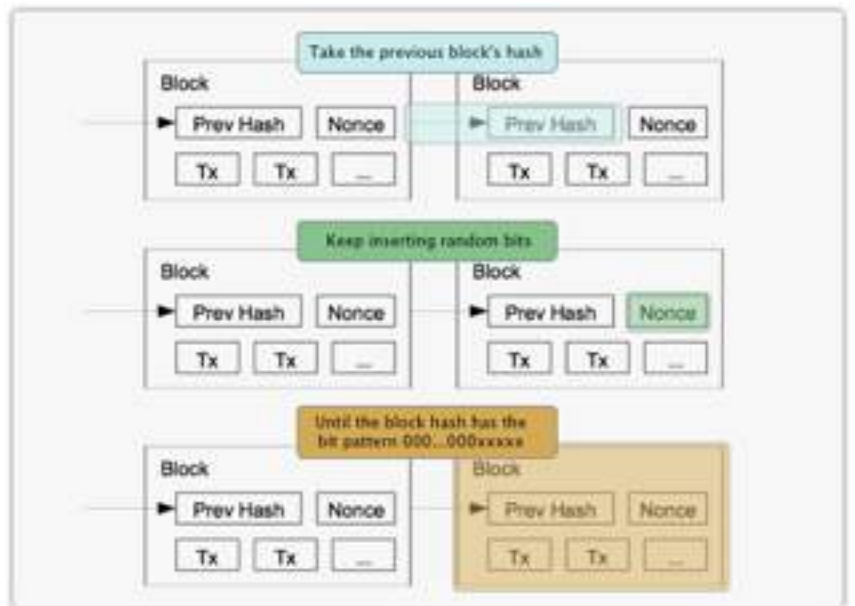 Take the previous block's hash
Block Block
Prev Hash Nonce Prev Hash Nonce
Tx Tx ... Tx Tx ...
Keep inserting random bits
Block Block
Prev Hash Nonce Prev Hash Nonce
Tx Tx ... Tx Tx ...
Until the block hash has the
bit pattern 000...000xxxxx
Block Block
Prev Hash Nonce Prev Hash Nonce
Tx Tx ... Tx Tx ...